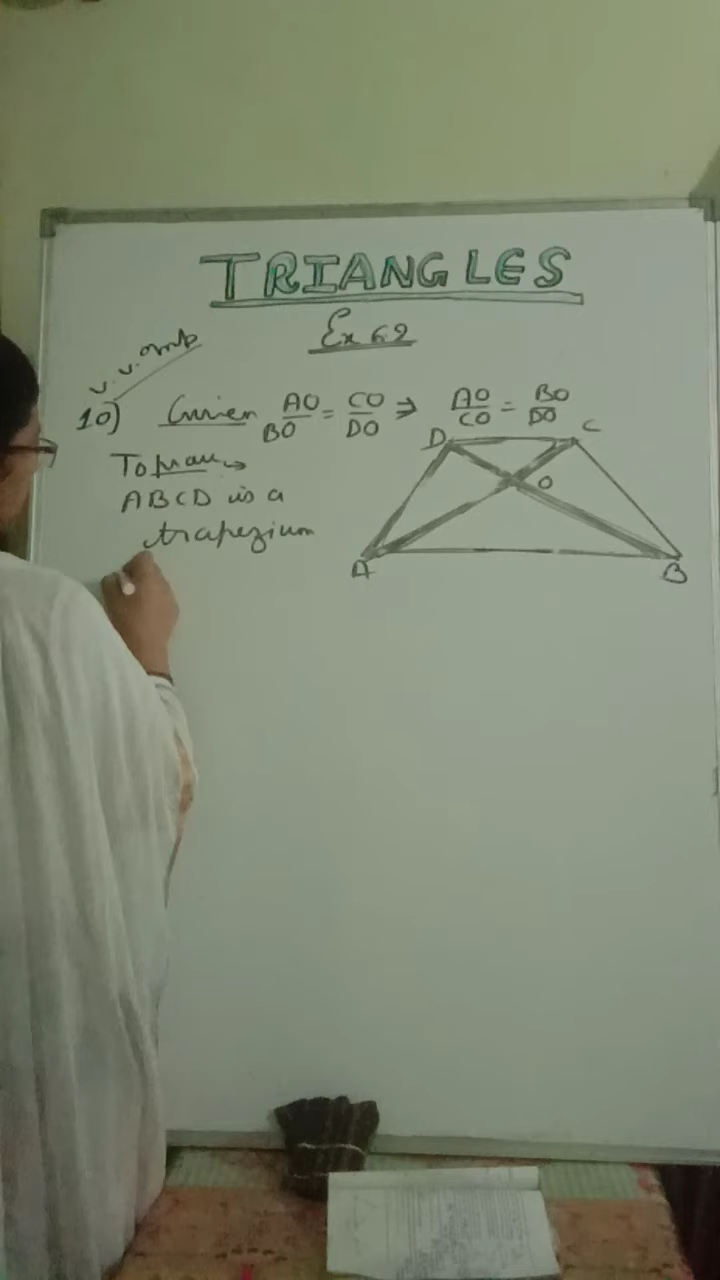 TRIANGLES
Ex 6.2
v. v. Imp
10) Given AO/BO = CO/DO ⇒ AO/CO = BO/DO
To prove →
ABCD is a
trapezium
D C
O
A B